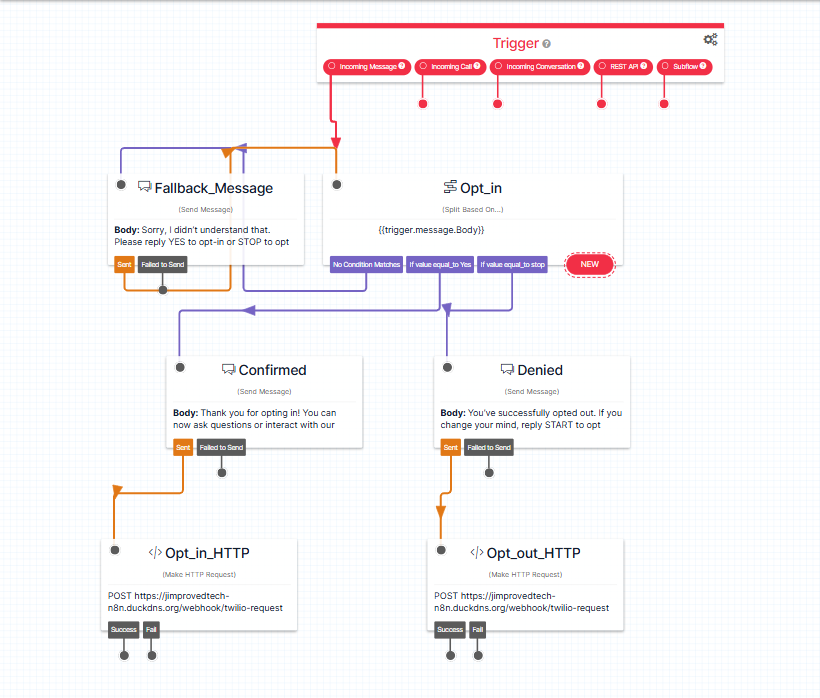 Trigger ?
Incoming Message ?
Incoming Call ?
Incoming Conversation ?
REST API ?
Subflow ?
Fallback_Message
(Send Message)
Body: Sorry, I didn't understand that.
Please reply YES to opt-in or STOP to opt
Sent
Failed to Send
Opt_in
(Split Based On...)
{{trigger.message.Body}}
No Condition Matches
If value equal_to Yes
If value equal_to stop
NEW
Confirmed
(Send Message)
Body: Thank you for opting in! You can
now ask questions or interact with our
Sent
Failed to Send
Denied
(Send Message)
Body: You've successfully opted out. If you
change your mind, reply START to opt
Sent
Failed to Send
</> Opt_in_HTTP
(Make HTTP Request)
POST https://jimprovedtech-
n8n.duckdns.org/webhook/twilio-request
Success
Fail
</> Opt_out_HTTP
(Make HTTP Request)
POST https://jimprovedtech-
n8n.duckdns.org/webhook/twilio-request
Success
Fail